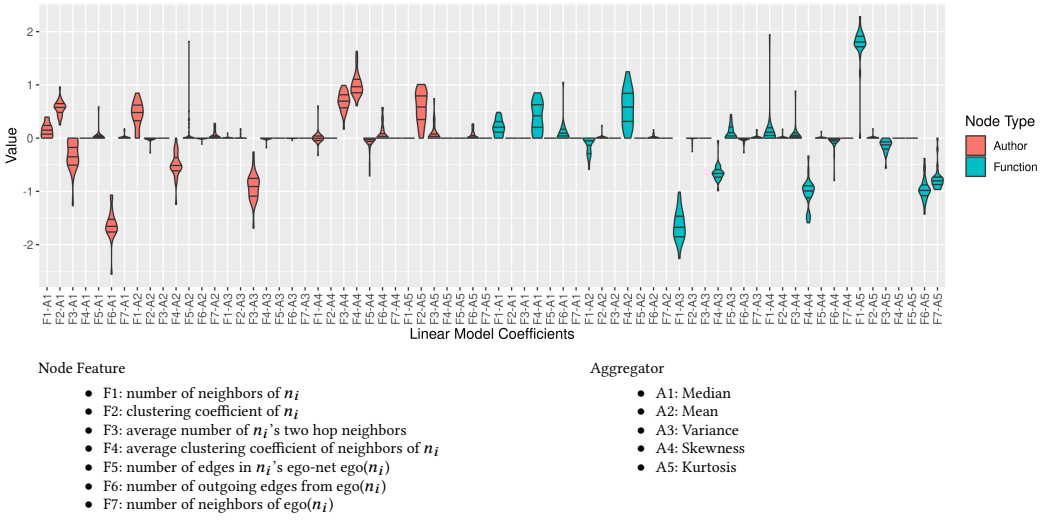 2
1
0
-1
-2
Value
F1-A1 F2-A1 F3-A1 F4-A1 F5-A1 F6-A1 F7-A1 F1-A2 F2-A2 F3-A2 F4-A2 F5-A2 F6-A2 F7-A2 F1-A3 F2-A3 F3-A3 F4-A3 F5-A3 F6-A3 F7-A3 F1-A4 F2-A4 F3-A4 F4-A4 F5-A4 F6-A4 F7-A4 F1-A5 F2-A5 F3-A5 F4-A5 F5-A5 F6-A5 F7-A5 F1-A1 F2-A1 F3-A1 F4-A1 F5-A1 F6-A1 F7-A1 F1-A2 F2-A2 F3-A2 F4-A2 F5-A2 F6-A2 F7-A2 F1-A3 F2-A3 F3-A3 F4-A3 F5-A3 F6-A3 F7-A3 F1-A4 F2-A4 F3-A4 F4-A4 F5-A4 F6-A4 F7-A4 F1-A5 F2-A5 F3-A5 F4-A5 F5-A5 F6-A5 F7-A5
Linear Model Coefficients
Node Type
Author
Function
Node Feature
• F1: number of neighbors of n_i
• F2: clustering coefficient of n_i
• F3: average number of n_i's two hop neighbors
• F4: average clustering coefficient of neighbors of n_i
• F5: number of edges in n_i's ego-net ego(n_i)
• F6: number of outgoing edges from ego(n_i)
• F7: number of neighbors of ego(n_i)
Aggregator
• A1: Median
• A2: Mean
• A3: Variance
• A4: Skewness
• A5: Kurtosis